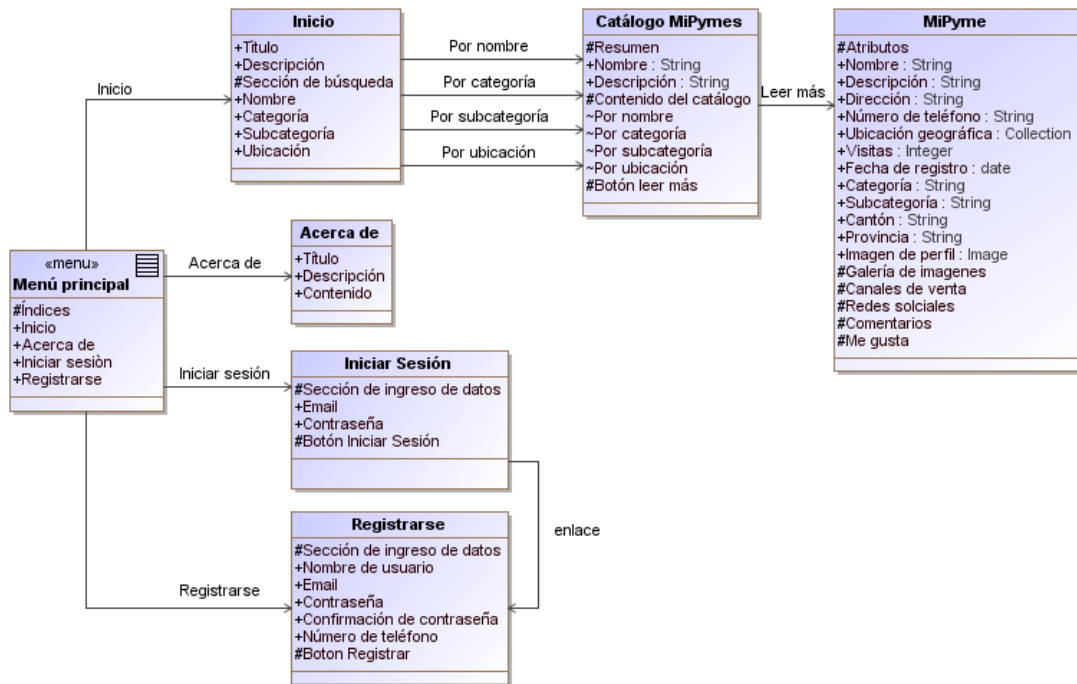 Inicio
+Título
+Descripción
#Sección de búsqueda
+Nombre
+Categoría
+Subcategoría
+Ubicación
Por nombre
Por categoría
Por subcategoría
Por ubicación
Catálogo MiPymes
#Resumen
+Nombre : String
+Descripción : String
#Contenido del catálogo
~Por nombre
~Por categoría
~Por subcategoría
~Por ubicación
#Botón leer más
Leer más
MiPyme
#Atributos
+Nombre : String
+Descripción : String
+Dirección : String
+Número de teléfono : String
+Ubicación geográfica : Collection
+Visitas : Integer
+Fecha de registro : date
+Categoría : String
+Subcategoría : String
+Cantón : String
+Provincia : String
+Imagen de perfil : Image
#Galería de imagenes
#Canales de venta
#Redes solciales
#Comentarios
#Me gusta
Inicio
«menu»
Menú principal
#Índices
+Inicio
+Acerca de
+Iniciar sesiòn
+Registrarse
Acerca de
Acerca de
+Título
+Descripción
+Contenido
Iniciar sesión
Iniciar Sesión
#Sección de ingreso de datos
+Email
+Contraseña
#Botón Iniciar Sesión
enlace
Registrarse
Registrarse
#Sección de ingreso de datos
+Nombre de usuario
+Email
+Contraseña
+Confirmación de contraseña
+Número de teléfono
#Boton Registrar